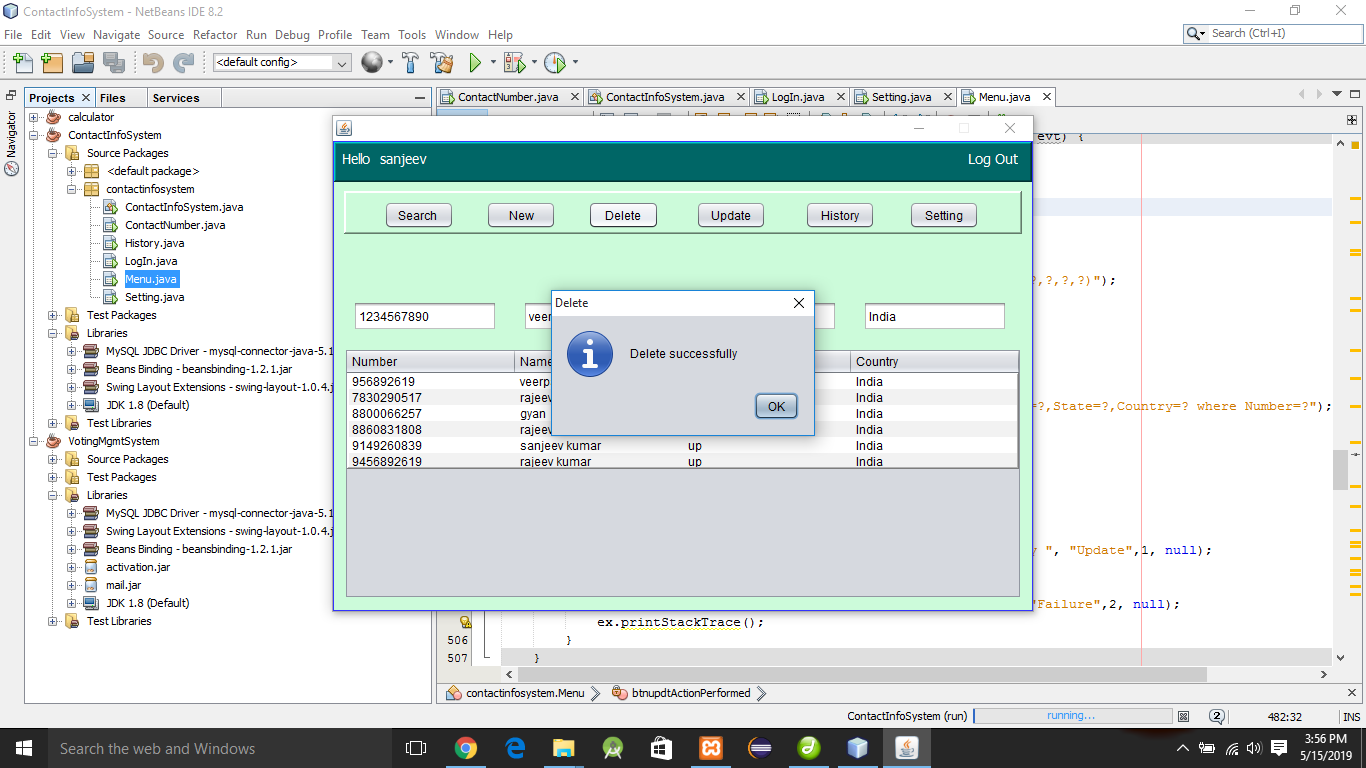 ContactInfoSystem - NetBeans IDE 8.2
File Edit View Navigate Source Refactor Run Debug Profile Team Tools Window Help
Search (Ctrl+I)
<default config>
Projects Files Services
ContactNumber.java ContactInfoSystem.java LogIn.java Setting.java Menu.java
Navigator
calculator
ContactInfoSystem
Source Packages
<default package>
contactinfosystem
ContactInfoSystem.java
ContactNumber.java
History.java
LogIn.java
Menu.java
Setting.java
Test Packages
Libraries
MySQL JDBC Driver - mysql-connector-java-5.1
Beans Binding - beansbinding-1.2.1.jar
Swing Layout Extensions - swing-layout-1.0.4.j
JDK 1.8 (Default)
Test Libraries
VotingMgmtSystem
Source Packages
Test Packages
Libraries
MySQL JDBC Driver - mysql-connector-java-5.1
Swing Layout Extensions - swing-layout-1.0.4.j
Beans Binding - beansbinding-1.2.1.jar
activation.jar
mail.jar
JDK 1.8 (Default)
Test Libraries
Hello sanjeev Log Out
Search New Delete Update History Setting
1234567890 veerp India
Number Name Country
956892619 veerp India
7830290517 rajeev India
8800066257 gyan India
8860831808 rajeev India
9149260839 sanjeev kumar up India
9456892619 rajeev kumar up India
Delete
Delete successfully
OK
evt) {
?,?,?,?)");
=?,State=?,Country=? where Number=?");
y ", "Update",1, null);
"Failure",2, null);
ex.printStackTrace();
506 }
507 }
contactinfosystem.Menu btnupdtActionPerformed
ContactInfoSystem (run) running... 2 482:32 INS
Search the web and Windows
3:56 PM
5/15/2019